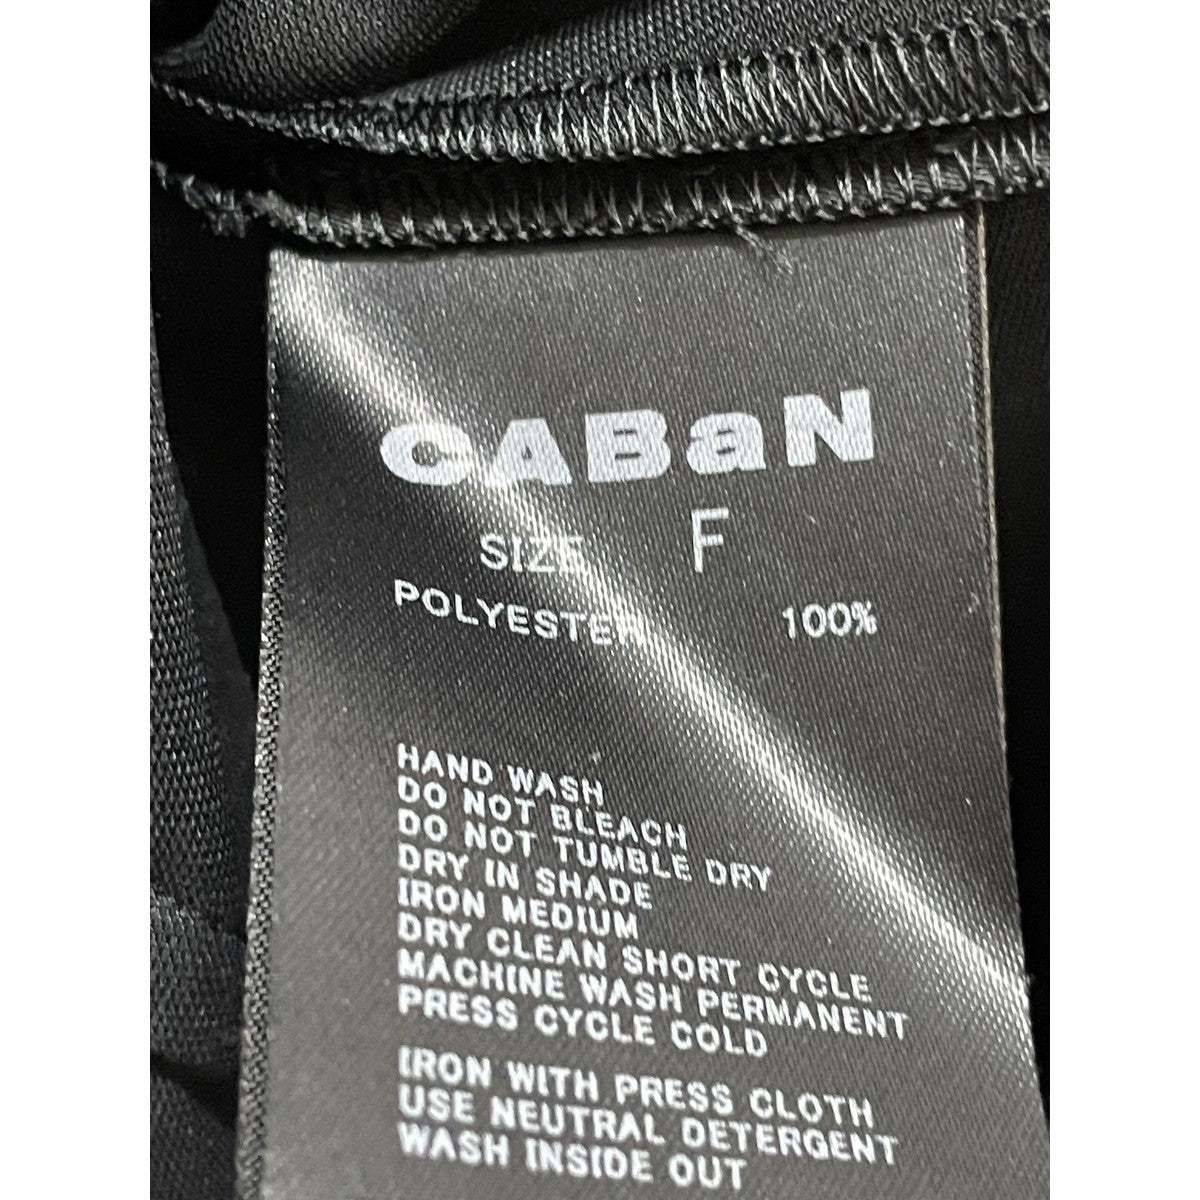 CABaN
SIZE F
POLYESTER 100%
HAND WASH
DO NOT BLEACH
DO NOT TUMBLE DRY
DRY IN SHADE
IRON MEDIUM
DRY CLEAN SHORT CYCLE
MACHINE WASH PERMANENT
PRESS CYCLE COLD
IRON WITH PRESS CLOTH
USE NEUTRAL DETERGENT
WASH INSIDE OUT